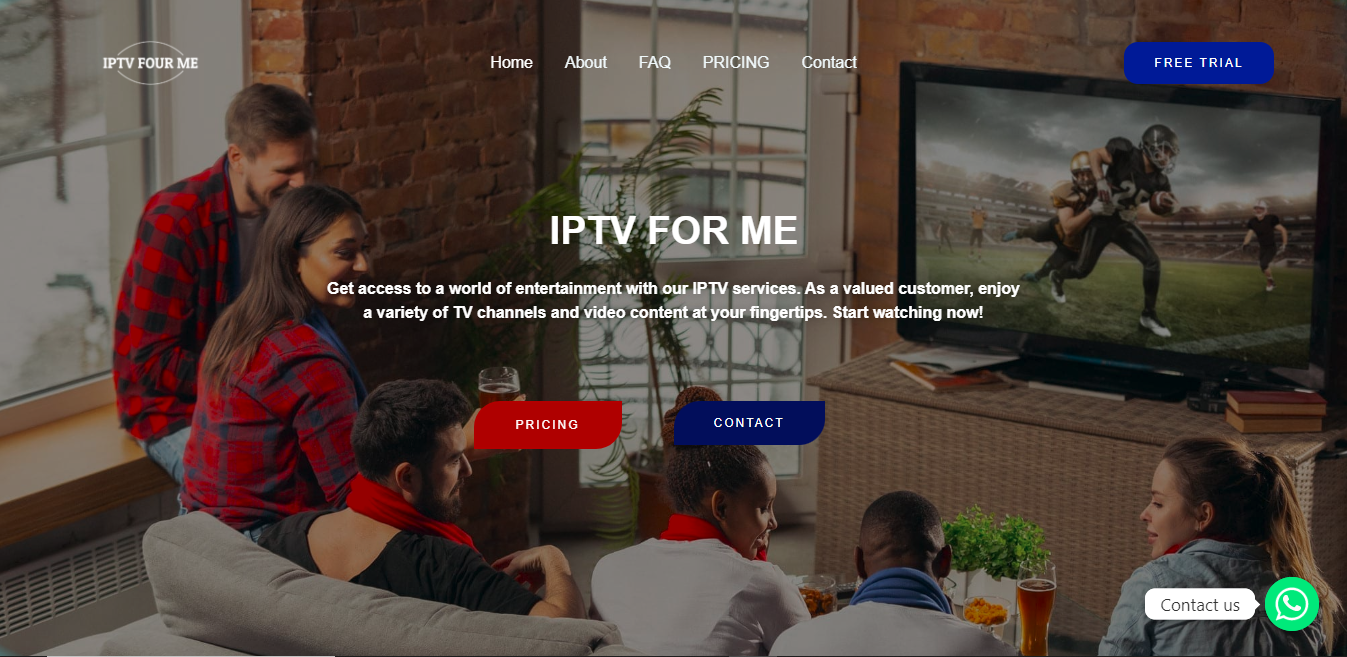 IPTV FOUR ME
Home
About
FAQ
PRICING
Contact
FREE TRIAL
IPTV FOR ME
Get access to a world of entertainment with our IPTV services. As a valued customer, enjoy
a variety of TV channels and video content at your fingertips. Start watching now!
PRICING
CONTACT
Contact us